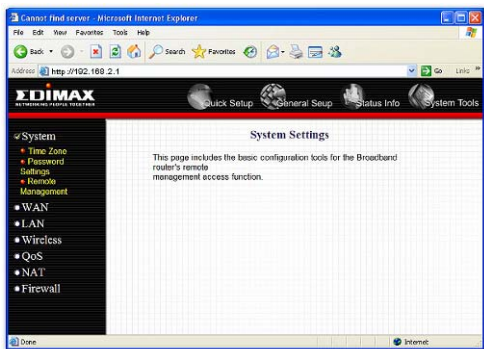 Cannot find server - Microsoft Internet Explorer
File Edit View Favorites Tools Help
Back Search Favorites
Address http://192.168.2.1 Go Links »
EDIMAX
NETWORKING PEOPLE TOGETHER
Quick Setup General Seup Status Info System Tools
System
Time Zone
Password
Settings
Remote
Management
WAN
LAN
Wireless
QoS
NAT
Firewall
System Settings
This page includes the basic configuration tools for the Broadband
router's remote
management access function.
Done Internet